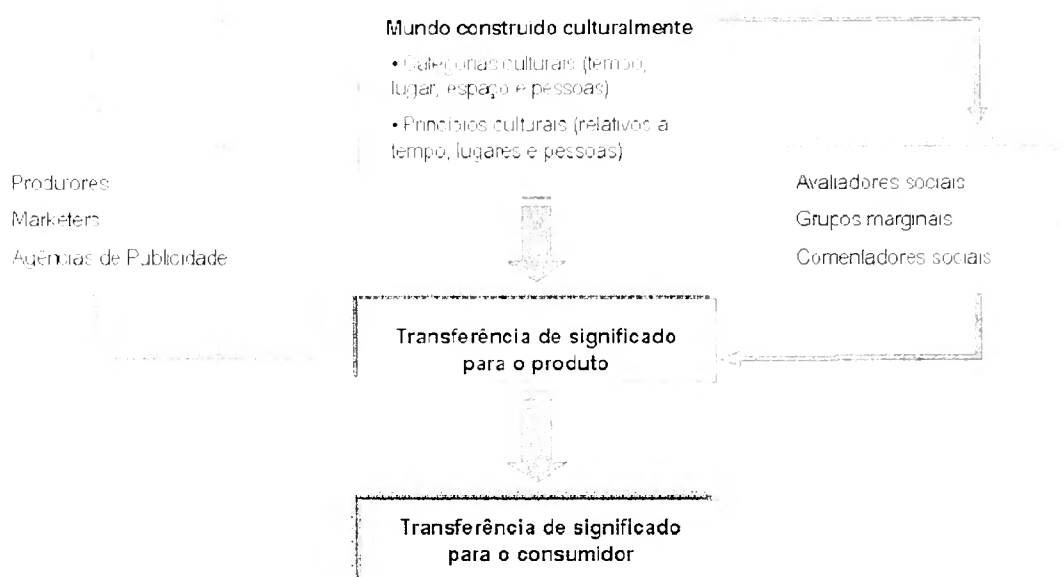 Mundo construido culturalmente
• Categorias culturais (tempo,
lugar, espaço e pessoas)
• Princípios culturais (relativos a
tempo, lugares e pessoas)
Produtores
Marketers
Agências de Publicidade
Avaliadores sociais
Grupos marginais
Comentadores sociais
Transferência de significado
para o produto
Transferência de significado
para o consumidor